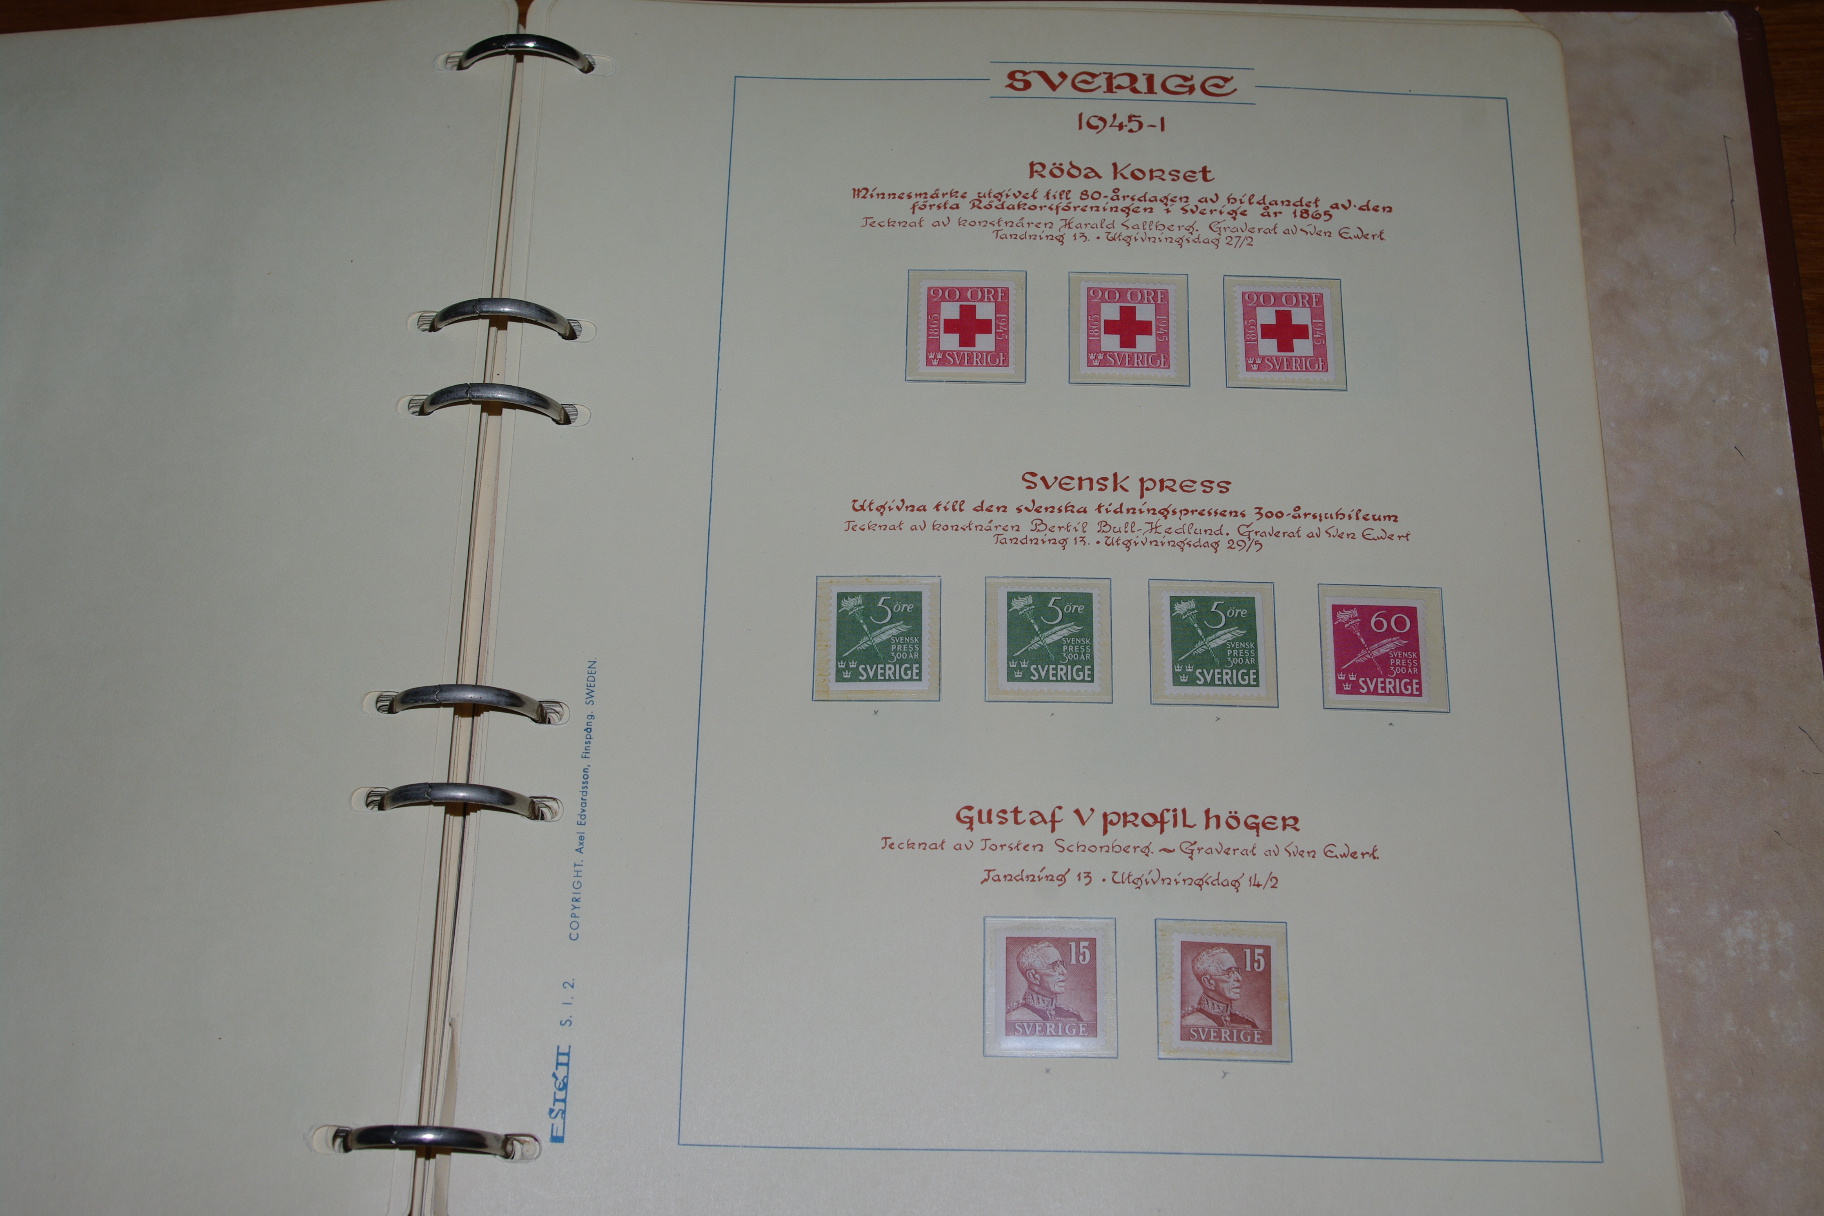 SVERIGE
1945-1
Röda Korset
Minnesmärke utgivet till 80-årsdagen av bildandet av den
första Rödakorsföreningen i Sverige år 1865
Tecknat av konstnären Harald Sallberg. Graverat av Sven Ewert
Tandning 13. • Utgivningsdag 27/2
20 ÖRE
1865
1945
SVERIGE
20 ÖRE
1865
1945
SVERIGE
20 ÖRE
1865
1945
SVERIGE
Svensk press
Utgivna till den svenska tidningspressens 300-årsjubileum
Tecknat av konstnären Bertil Bull-Hedlund. Graverat av Sven Ewert
Tandning 13. • Utgivningsdag 29/5
5 öre
SVENSK
PRESS
300 ÅR
SVERIGE
5 öre
SVENSK
PRESS
300 ÅR
SVERIGE
5 öre
SVENSK
PRESS
300 ÅR
SVERIGE
60
SVENSK
PRESS
300 ÅR
SVERIGE
Gustaf V profil höger
Tecknat av Torsten Schonberg. ~ Graverat av Sven Ewert.
Tandning 13 • Utgivningsdag 14/2
15
SVERIGE
15
SVERIGE
ESTETT S. I. 2. COPYRIGHT. Axel Edvardsson, Finspång. SWEDEN.